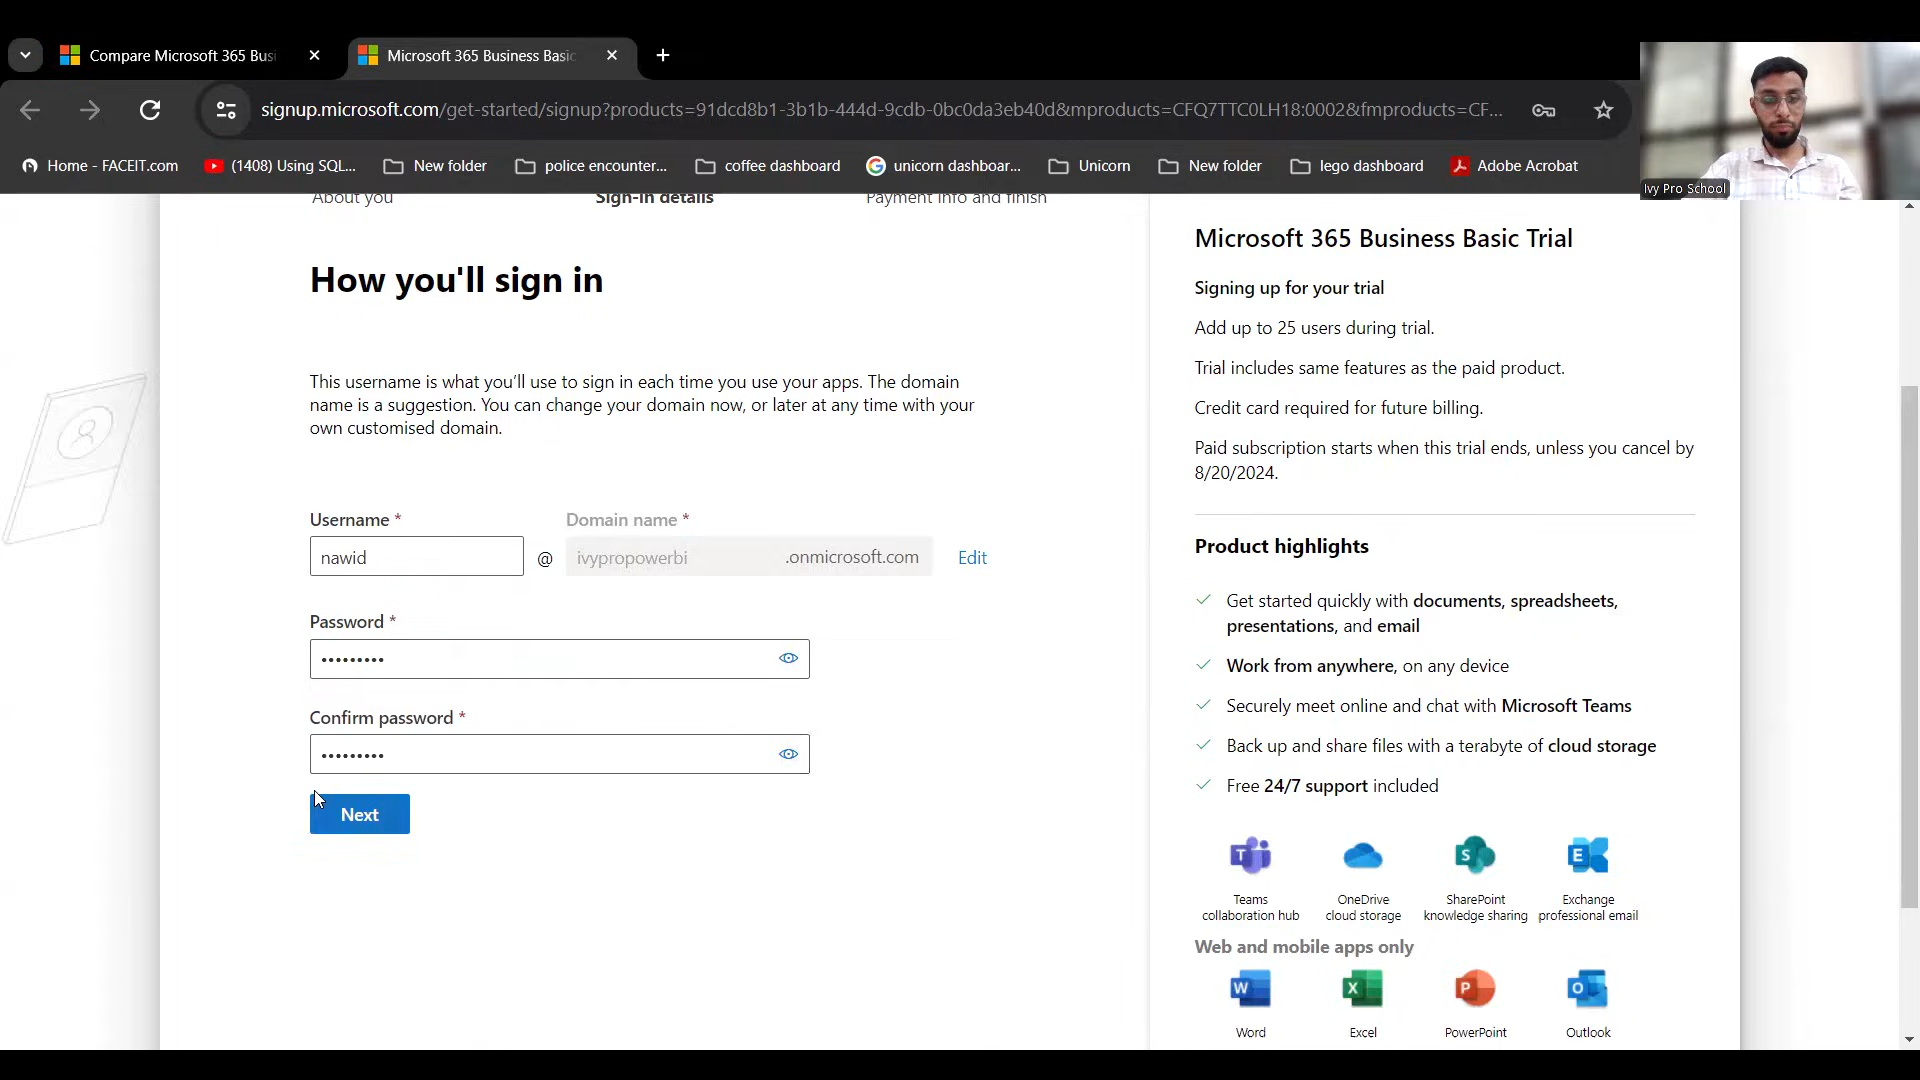 Compare Microsoft 365 Busi
Microsoft 365 Business Basic
signup.microsoft.com/get-started/signup?products=91dcd8b1-3b1b-444d-9cdb-0bc0da3eb40d&mproducts=CFQ7TTC0LH18:0002&fmproducts=CF...
Home - FACEIT.com
(1408) Using SQL...
New folder
police encounter...
coffee dashboard
unicorn dashboar...
Unicorn
New folder
lego dashboard
Adobe Acrobat
Ivy Pro School
About you
Sign-in details
Payment info and finish
How you'll sign in
This username is what you'll use to sign in each time you use your apps. The domain
name is a suggestion. You can change your domain now, or later at any time with your
own customised domain.
Username *
Domain name *
nawid
@
ivypropowerbi
.onmicrosoft.com
Edit
Password *
•••••••••
Confirm password *
•••••••••
Next
Microsoft 365 Business Basic Trial
Signing up for your trial
Add up to 25 users during trial.
Trial includes same features as the paid product.
Credit card required for future billing.
Paid subscription starts when this trial ends, unless you cancel by
8/20/2024.
Product highlights
Get started quickly with documents, spreadsheets,
presentations, and email
Work from anywhere, on any device
Securely meet online and chat with Microsoft Teams
Back up and share files with a terabyte of cloud storage
Free 24/7 support included
Teams
collaboration hub
OneDrive
cloud storage
SharePoint
knowledge sharing
Exchange
professional email
Web and mobile apps only
Word
Excel
PowerPoint
Outlook